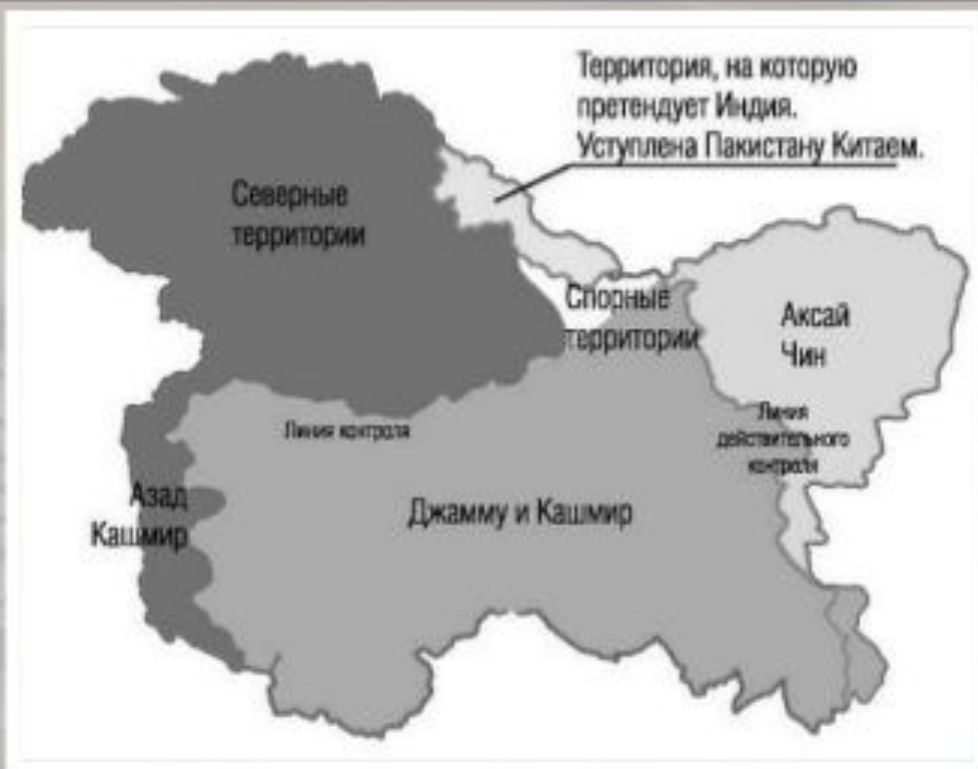 Территория, на которую
претендует Индия.
Уступлена Пакистану Китаем.
Северные
территории
Спорные
территории
Аксай
Чин
Линия контроля
Линия
действительного
контроля
Азад
Кашмир
Джамму и Кашмир